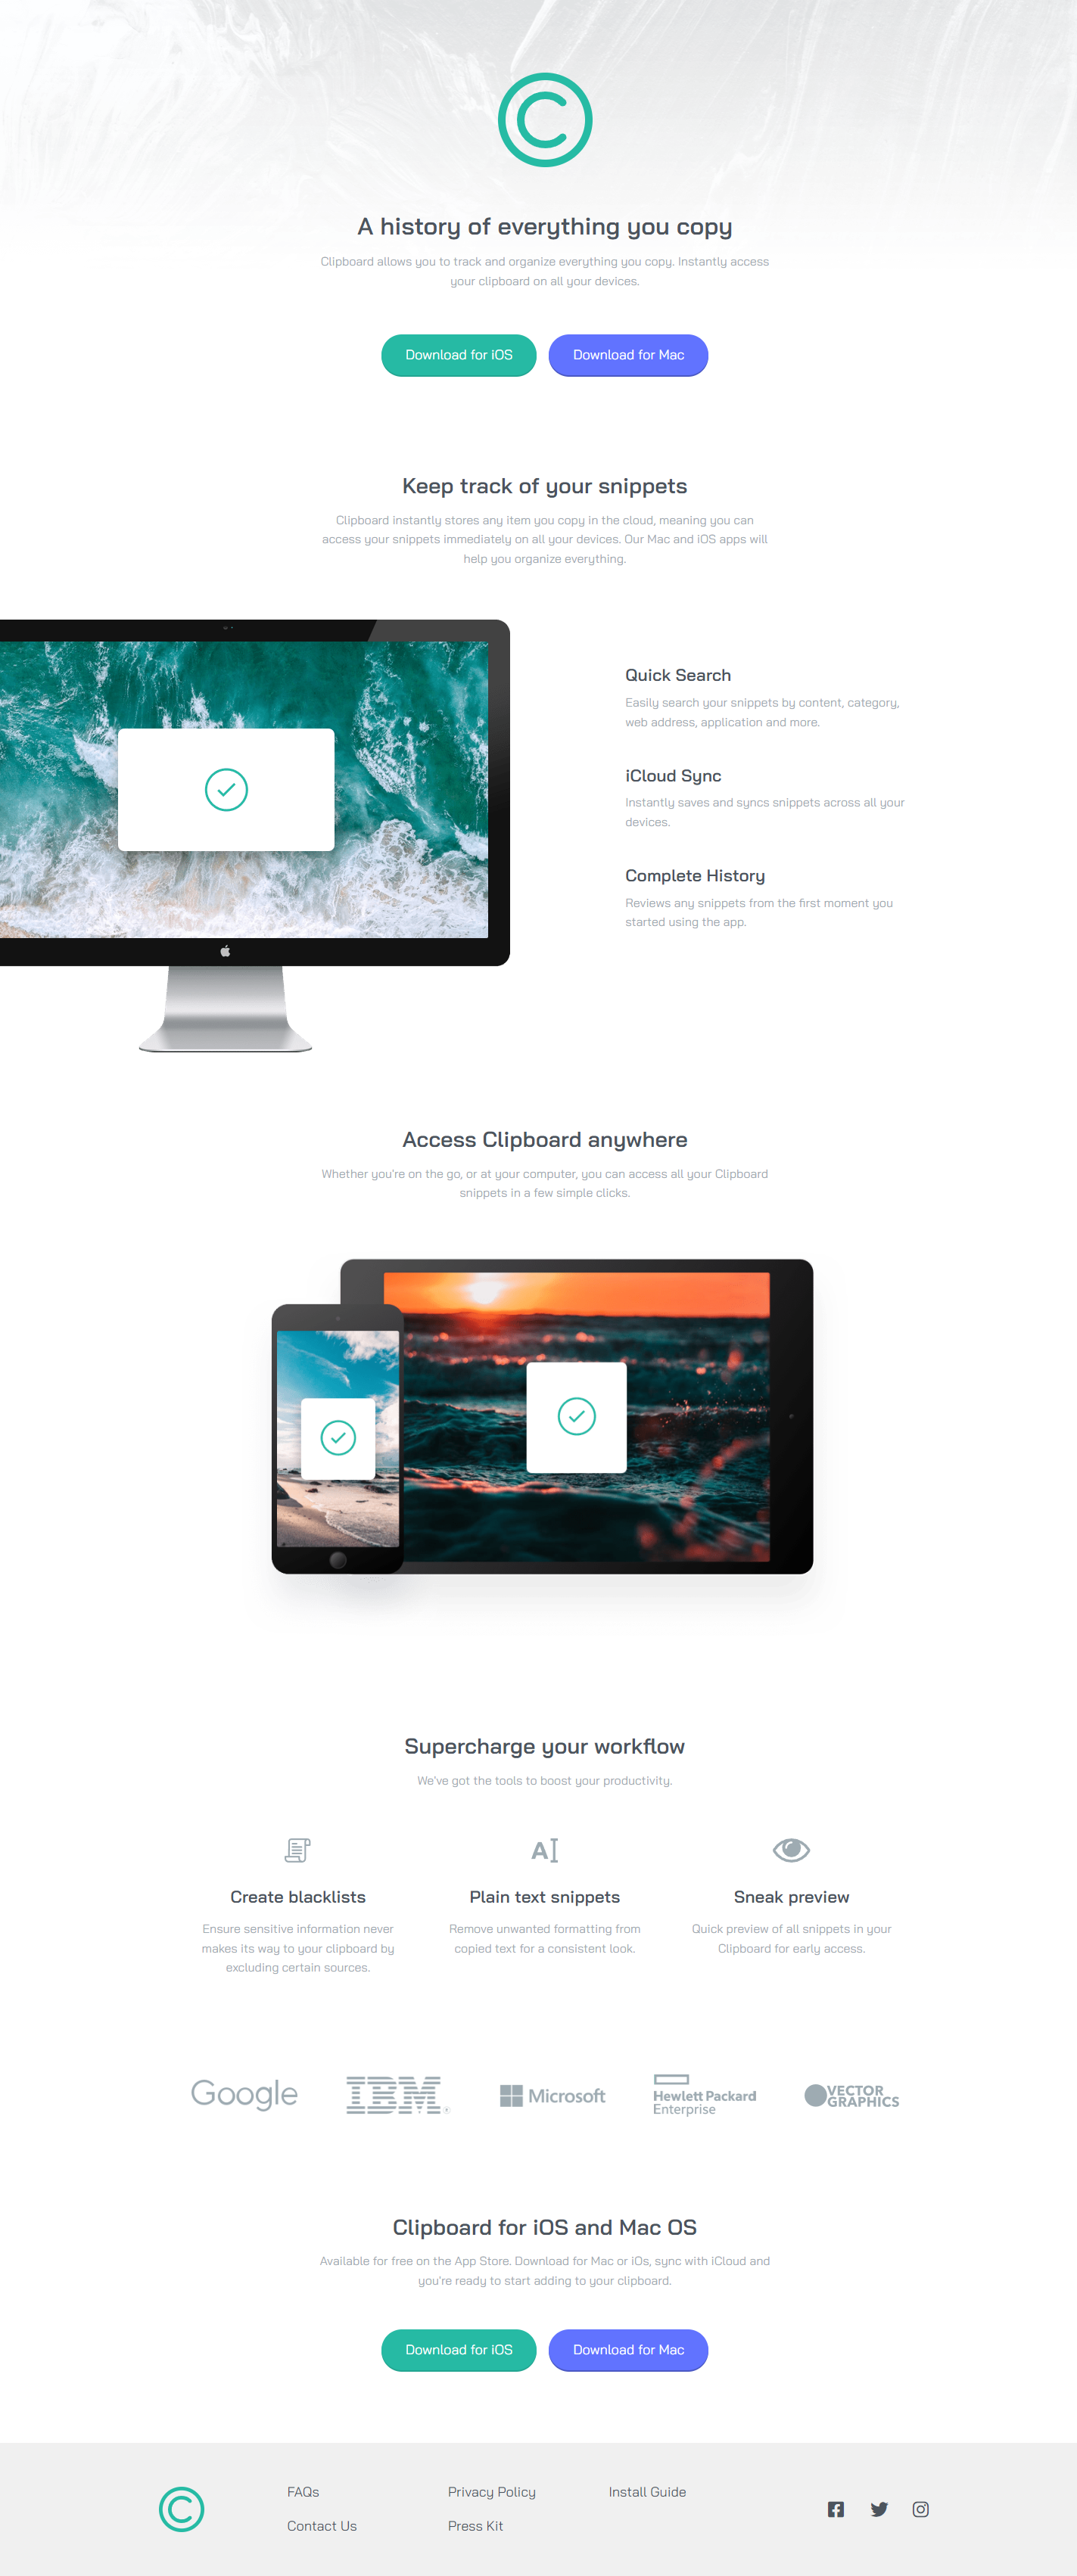 A history of everything you copy
Clipboard allows you to track and organize everything you copy. Instantly access
your clipboard on all your devices.
Download for iOS
Download for Mac
Keep track of your snippets
Clipboard instantly stores any item you copy in the cloud, meaning you can
access your snippets immediately on all your devices. Our Mac and iOS apps will
help you organize everything.
Quick Search
Easily search your snippets by content, category,
web address, application and more.
iCloud Sync
Instantly saves and syncs snippets across all your
devices.
Complete History
Reviews any snippets from the first moment you
started using the app.
Access Clipboard anywhere
Whether you're on the go, or at your computer, you can access all your Clipboard
snippets in a few simple clicks.
Supercharge your workflow
We've got the tools to boost your productivity.
A
Create blacklists
Ensure sensitive information never
makes its way to your clipboard by
excluding certain sources.
Plain text snippets
Remove unwanted formatting from
copied text for a consistent look.
Sneak preview
Quick preview of all snippets in your
Clipboard for early access.
Google
IBM®
Microsoft
Hewlett Packard
Enterprise
VECTOR
GRAPHICS
Clipboard for iOS and Mac OS
Available for free on the App Store. Download for Mac or iOs, sync with iCloud and
you're ready to start adding to your clipboard.
Download for iOS
Download for Mac
FAQs
Contact Us
Privacy Policy
Press Kit
Install Guide